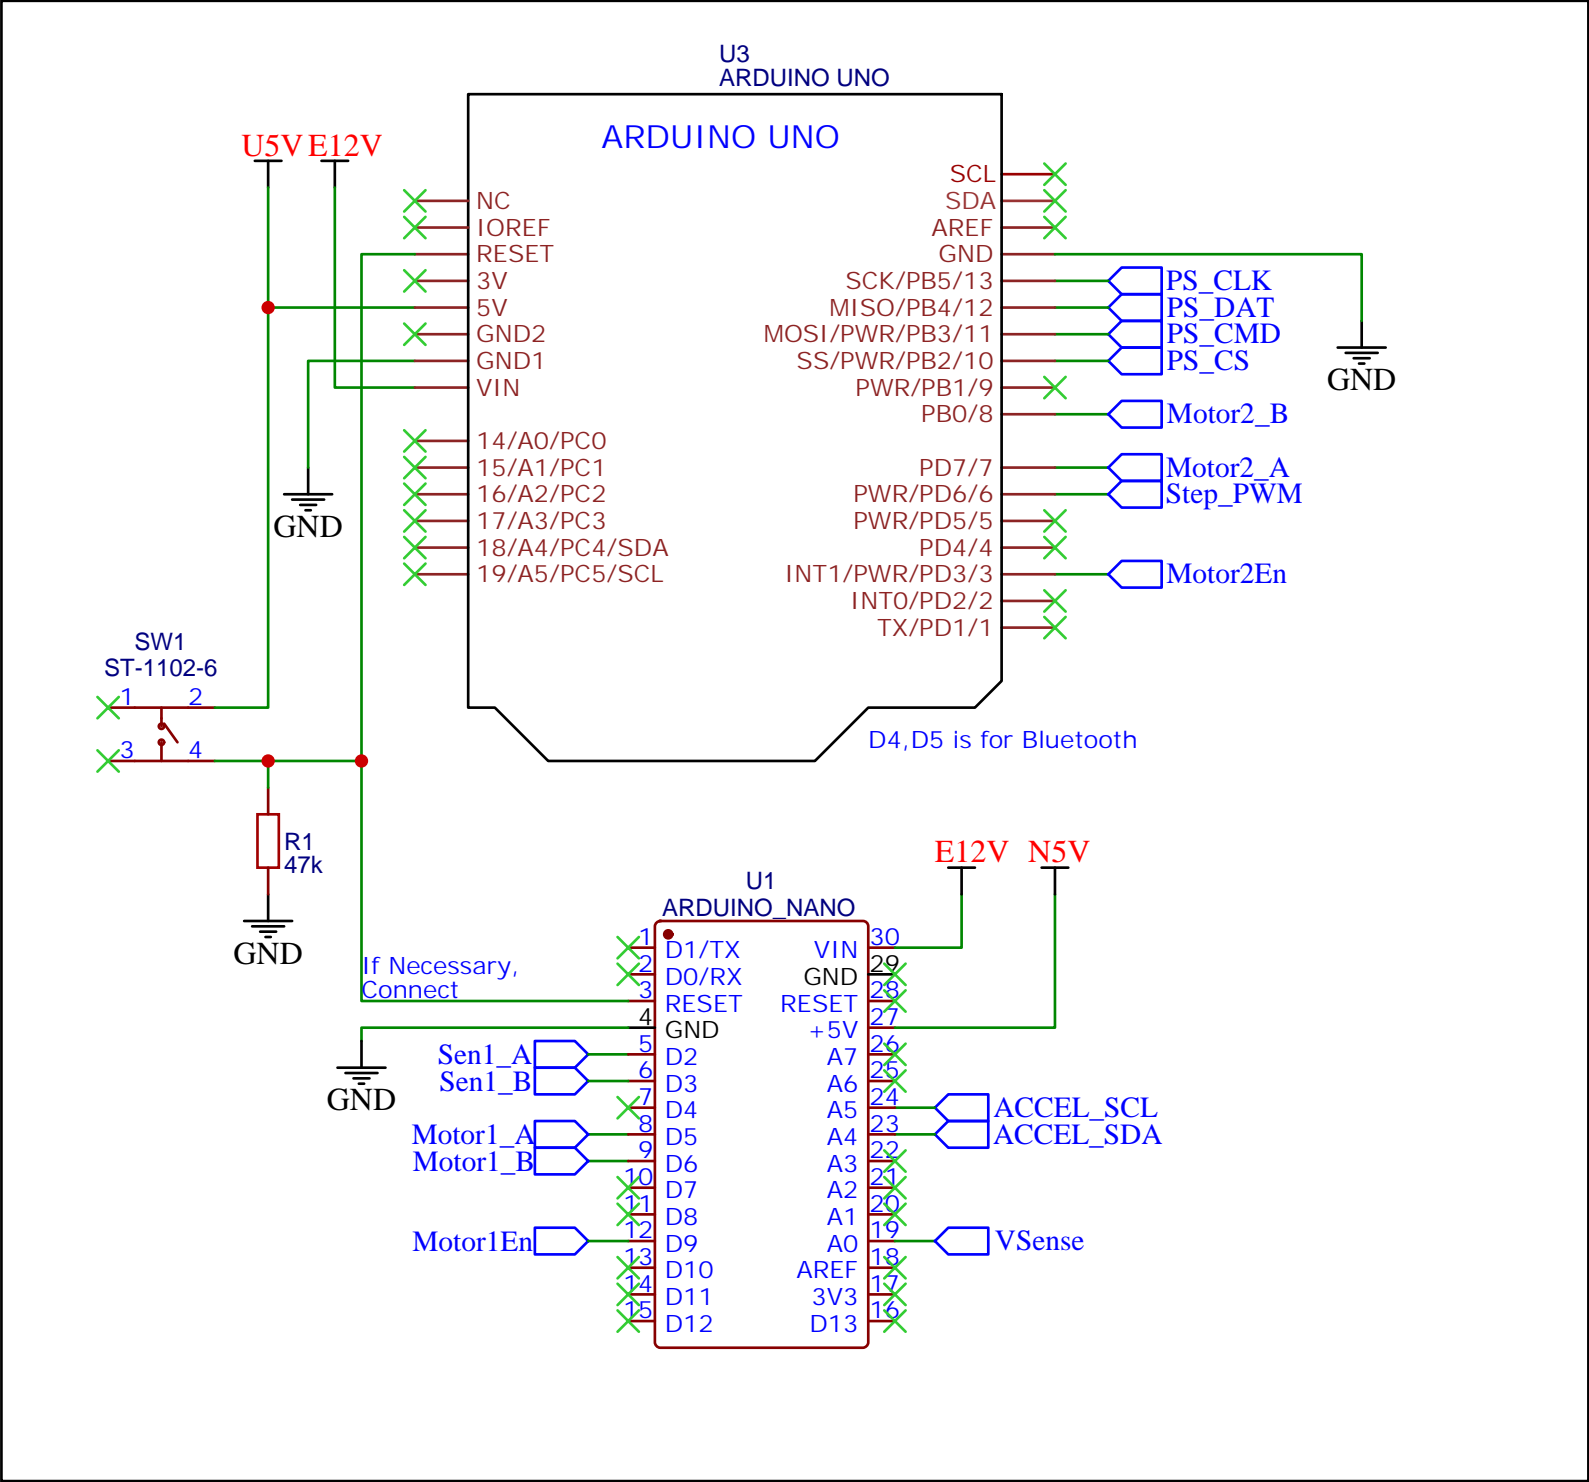 U3
ARDUINO UNO
ARDUINO UNO
U5V E12V
NC
IOREF
RESET
3V
5V
GND2
GND1
VIN
14/A0/PC0
15/A1/PC1
16/A2/PC2
17/A3/PC3
18/A4/PC4/SDA
19/A5/PC5/SCL
SCL
SDA
AREF
GND
SCK/PB5/13
MISO/PB4/12
MOSI/PWR/PB3/11
SS/PWR/PB2/10
PWR/PB1/9
PB0/8
PD7/7
PWR/PD6/6
PWR/PD5/5
PD4/4
INT1/PWR/PD3/3
INT0/PD2/2
TX/PD1/1
PS_CLK
PS_DAT
PS_CMD
PS_CS
Motor2_B
Motor2_A
Step_PWM
Motor2En
GND
GND
D4,D5 is for Bluetooth
SW1
ST-1102-6
1 2
3 4
R1
47k
GND
If Necessary,
Connect
GND
E12V N5V
U1
ARDUINO_NANO
1 D1/TX
2 D0/RX
3 RESET
4 GND
5 D2
6 D3
7 D4
8 D5
9 D6
10 D7
11 D8
12 D9
13 D10
14 D11
15 D12
VIN 30
GND 29
RESET 28
+5V 27
A7 26
A6 25
A5 24
A4 23
A3 22
A2 21
A1 20
A0 19
AREF 18
3V3 17
D13 16
Sen1_A
Sen1_B
Motor1_A
Motor1_B
Motor1En
ACCEL_SCL
ACCEL_SDA
VSense